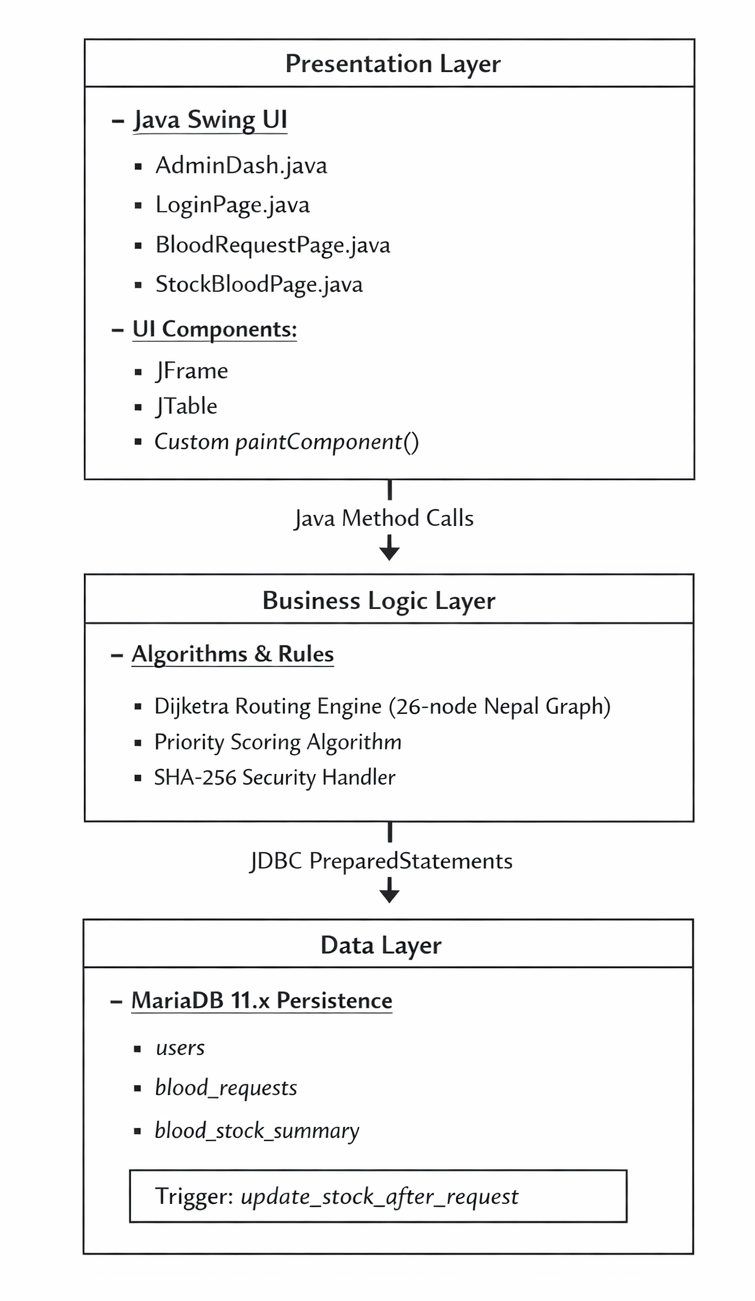 Presentation Layer
– Java Swing UI
▪ AdminDash.java
▪ LoginPage.java
▪ BloodRequestPage.java
▪ StockBloodPage.java
– UI Components:
▪ JFrame
▪ JTable
▪ Custom paintComponent()
Java Method Calls
Business Logic Layer
– Algorithms & Rules
▪ Dijketra Routing Engine (26-node Nepal Graph)
▪ Priority Scoring Algorithm
▪ SHA-256 Security Handler
JDBC PreparedStatements
Data Layer
– MariaDB 11.x Persistence
▪ users
▪ blood_requests
▪ blood_stock_summary
Trigger: update_stock_after_request